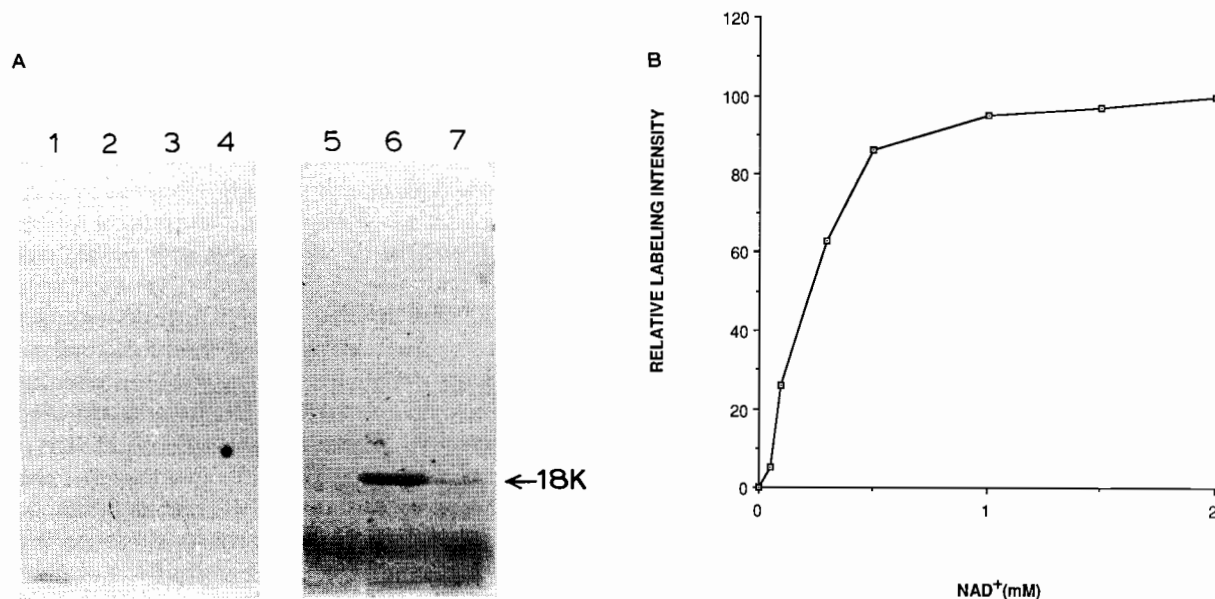 A
1 2 3 4 5 6 7
←18K
B
RELATIVE LABELING INTENSITY
120
100
80
60
40
20
0
0 1 2
NAD⁺(mM)